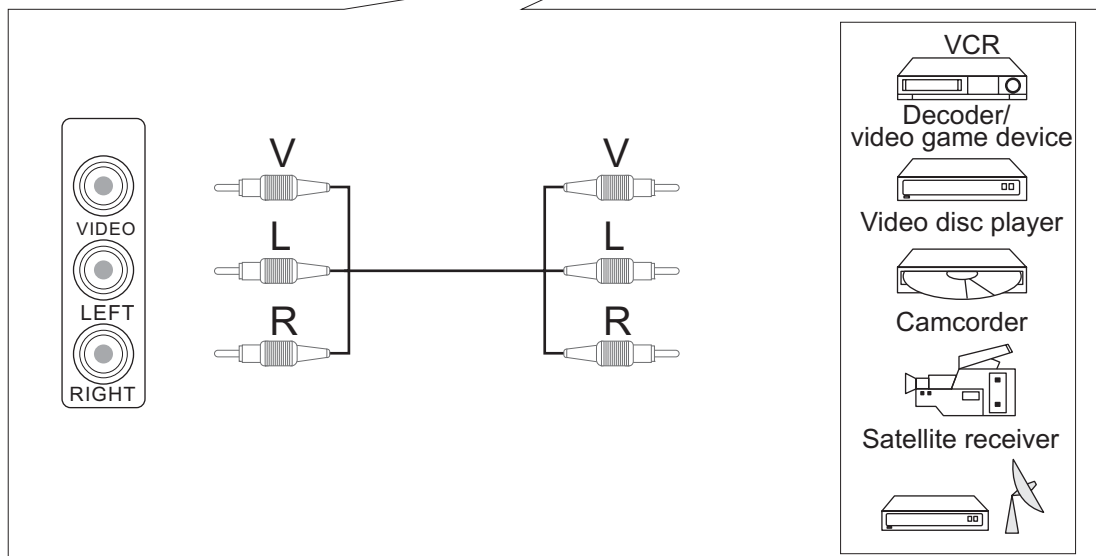 VIDEO
LEFT
RIGHT
V
L
R
V
L
R
VCR
Decoder/
video game device
Video disc player
Camcorder
Satellite receiver